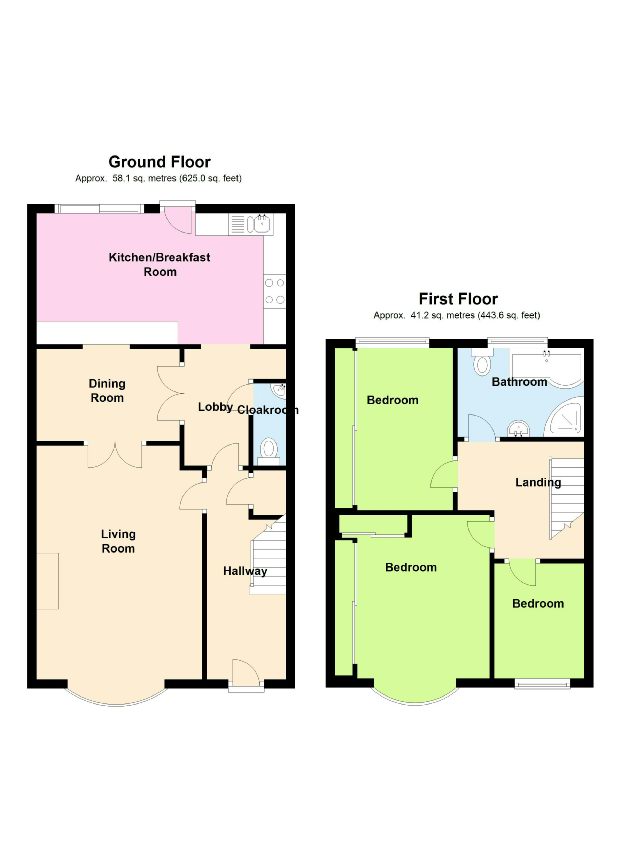 Ground Floor
Approx. 58.1 sq. metres (625.0 sq. feet)
Kitchen/Breakfast
Room
Dining
Room
Lobby
Cloakroom
Living
Room
Hallway
First Floor
Approx. 41.2 sq. metres (443.6 sq. feet)
Bedroom
Bathroom
Landing
Bedroom
Bedroom